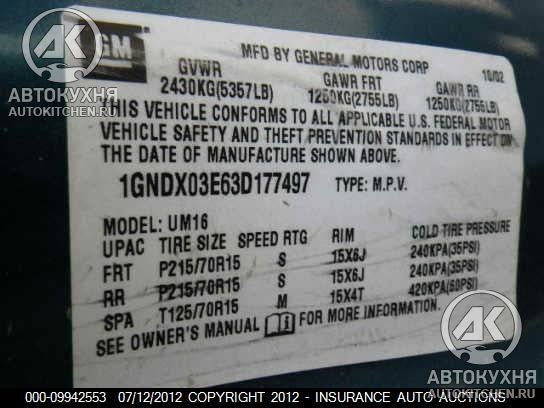 GM
MFD BY GENERAL MOTORS CORP 10/02
GVWR GAWR FRT GAWR RR
2430KG(5357LB) 1250KG(2755LB) 1250KG(2755LB)
THIS VEHICLE CONFORMS TO ALL APPLICABLE U.S. FEDERAL MOTOR
VEHICLE SAFETY AND THEFT PREVENTION STANDARDS IN EFFECT ON
THE DATE OF MANUFACTURE SHOWN ABOVE.
1GNDX03E63D177497 TYPE: M.P.V.
MODEL: UM16
UPAC TIRE SIZE SPEED RTG RIM COLD TIRE PRESSURE
FRT P215/70R15 S 15X6J 240KPA(35PSI)
RR P215/70R15 S 15X6J 240KPA(35PSI)
SPA T125/70R15 M 15X4T 420KPA(60PSI)
SEE OWNER'S MANUAL i FOR MORE INFORMATION.
AK
АВТОКУХНЯ
AUTOKITCHEN.RU
AK
АВТОКУХНЯ
AUTOKITCHEN.RU
000-09942553 07/12/2012 COPYRIGHT 2012 - INSURANCE AUTO AUCTIONS